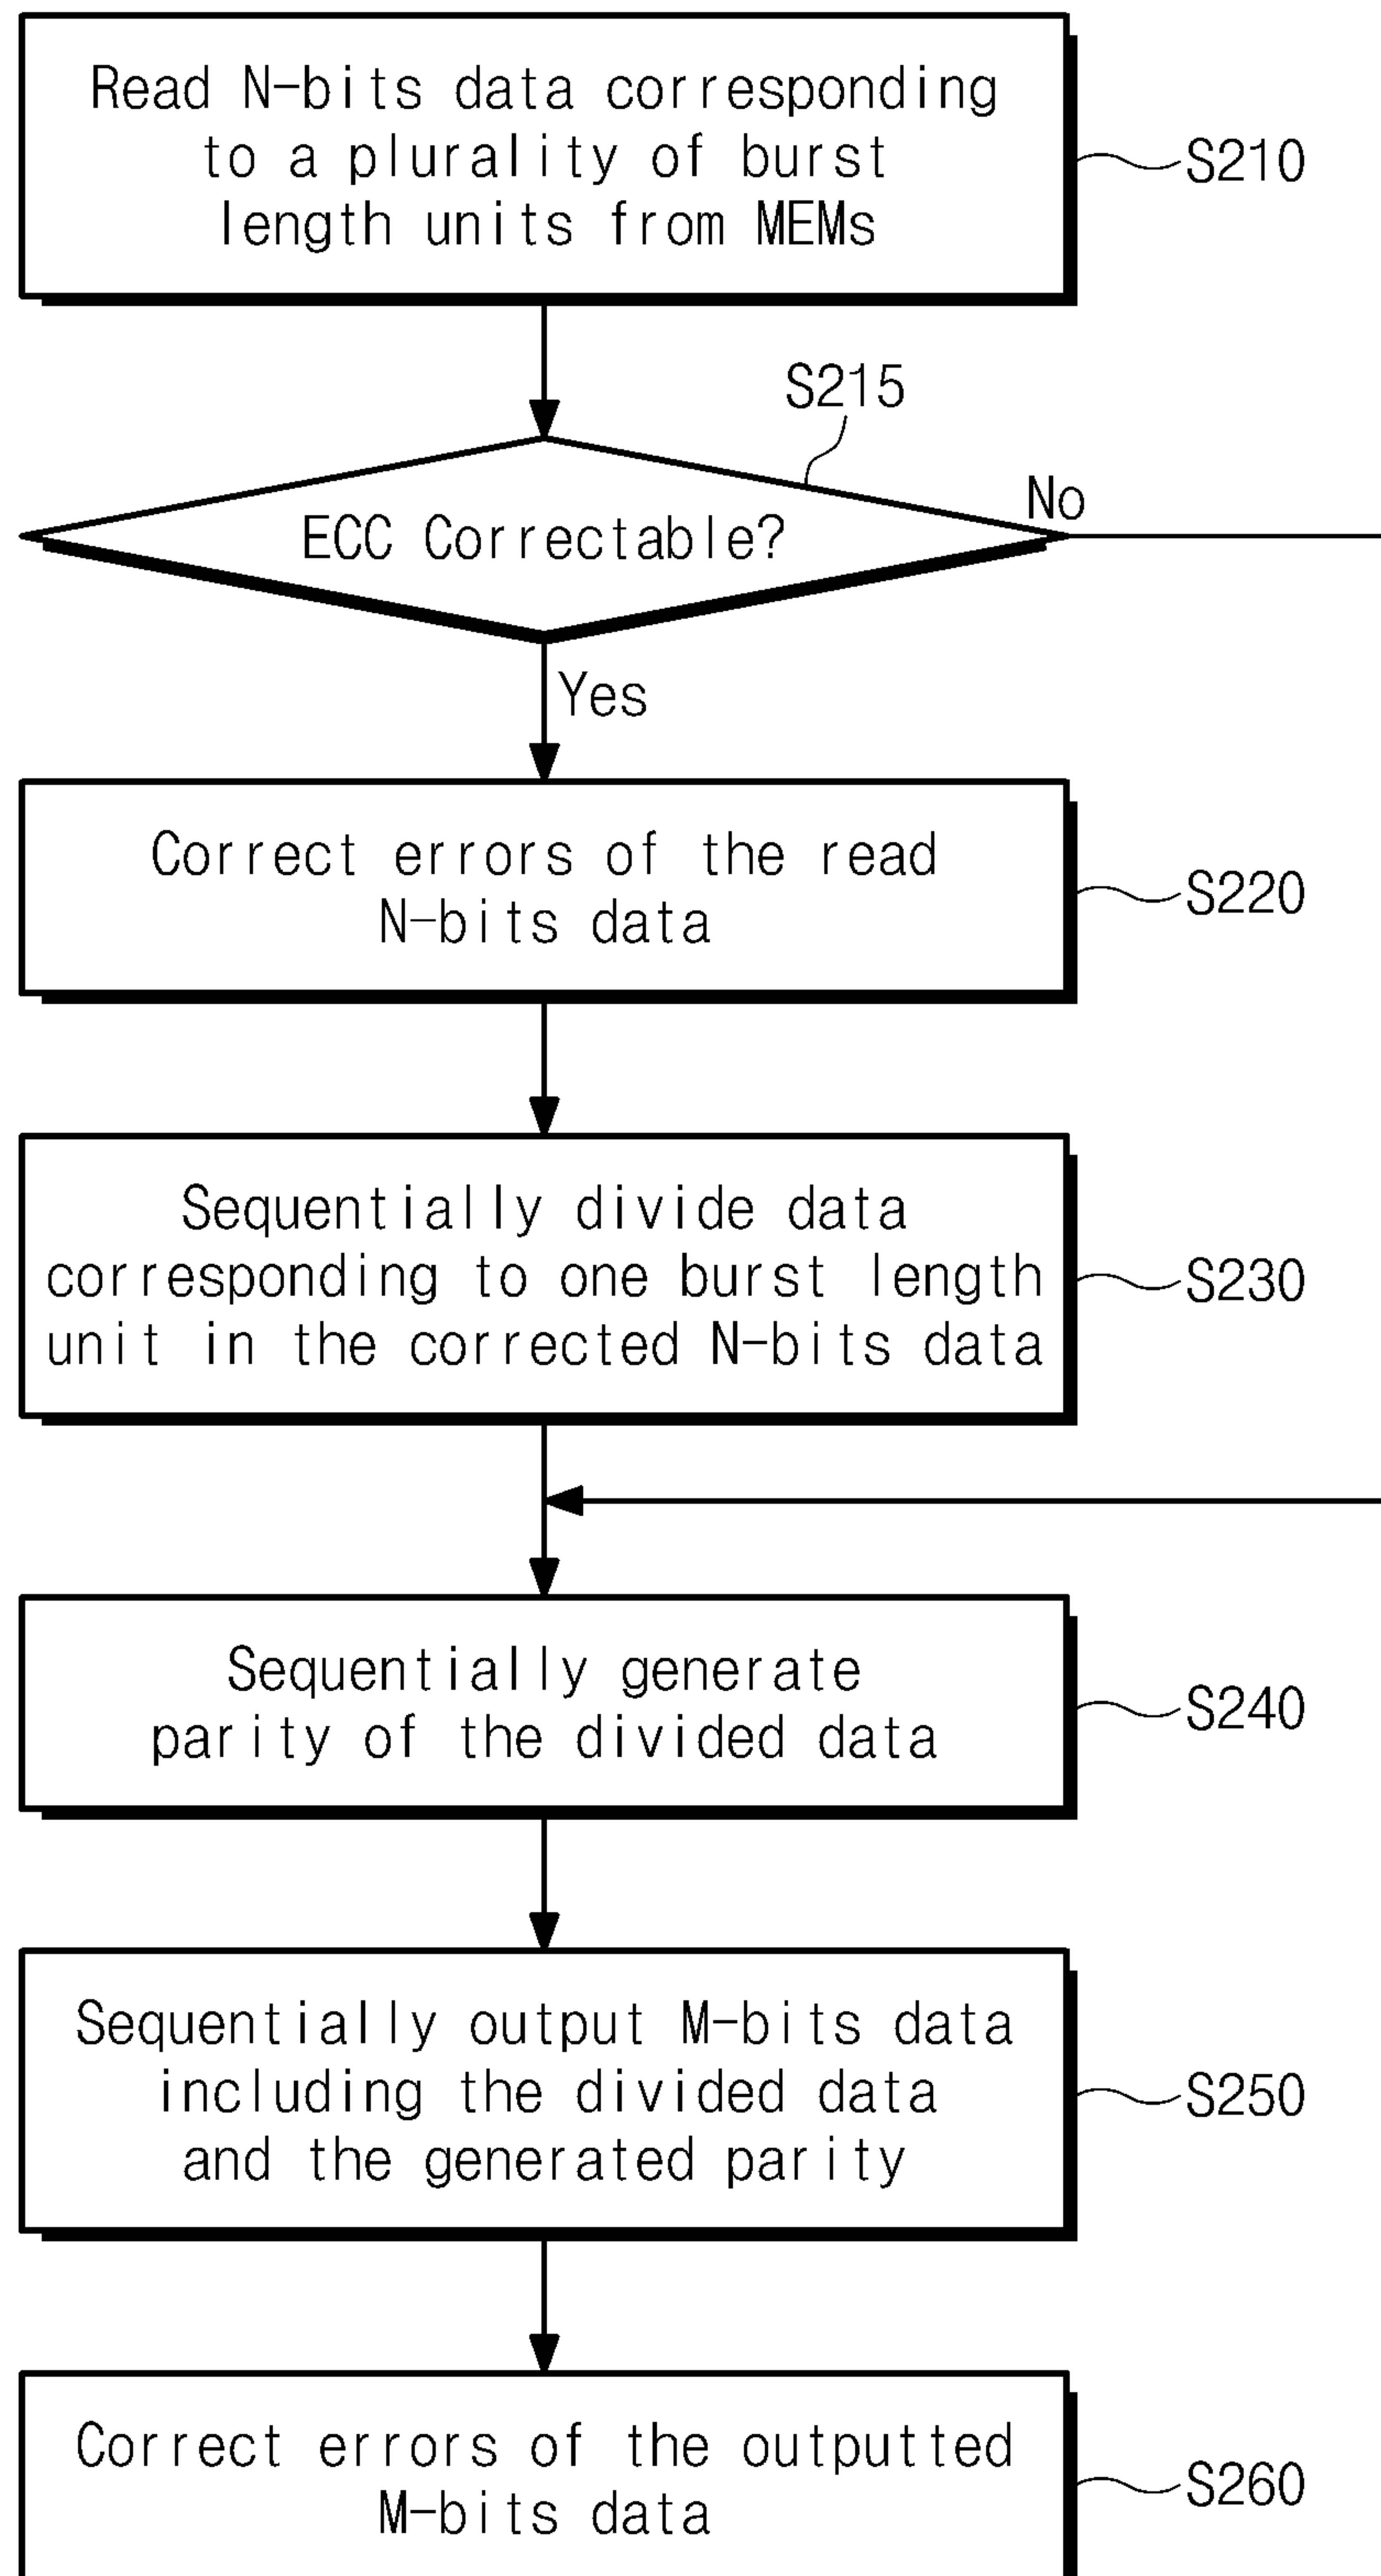 Read N-bits data corresponding
to a plurality of burst
length units from MEMs
S210
S215
ECC Correctable?
No
Yes
Correct errors of the read
N-bits data
S220
Sequentially divide data
corresponding to one burst length
unit in the corrected N-bits data
S230
Sequentially generate
parity of the divided data
S240
Sequentially output M-bits data
including the divided data
and the generated parity
S250
Correct errors of the outputted
M-bits data
S260